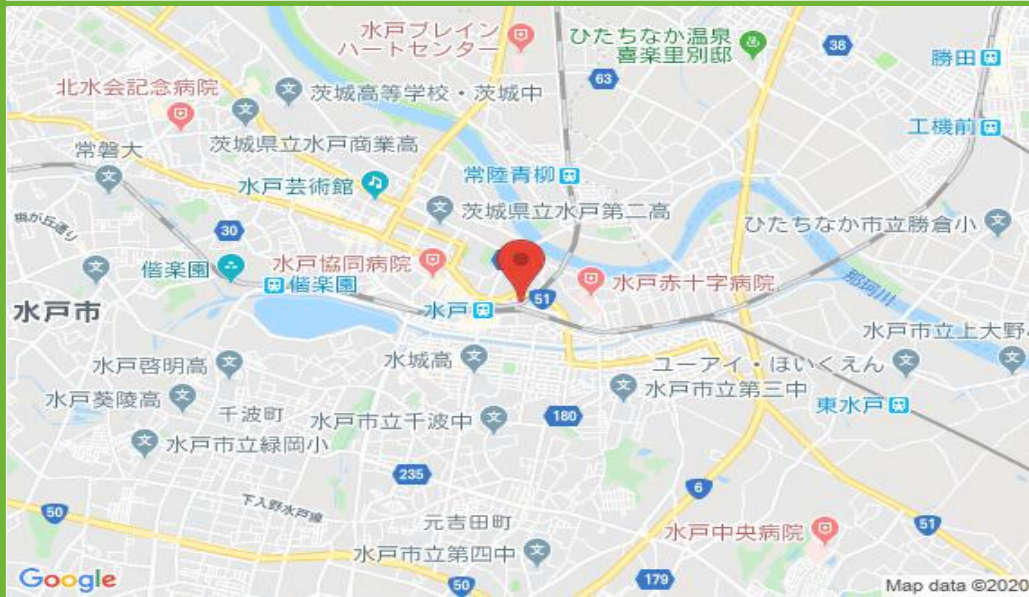 水戸ブレイン
ハートセンター
ひたちなか温泉
喜楽里別邸
38
勝田
63
北水会記念病院
茨城高等学校・茨城中
工機前
茨城県立水戸商業高
常磐大
常陸青柳
水戸芸術館
茨城県立水戸第二高
ひたちなか市立勝倉小
30
偕楽園
偕楽園
水戸協同病院
水戸赤十字病院
那珂川
51
水戸市
水戸
水戸市立上大野
水城高
水戸啓明高
ユーアイ・ほいくえん
水戸市立第三中
水戸葵陵高
千波町
水戸市立千波中
180
東水戸
水戸市立緑岡小
235
6
下入野水戸線
50
元吉田町
51
水戸中央病院
水戸市立第四中
50
179
Google
Map data ©2020